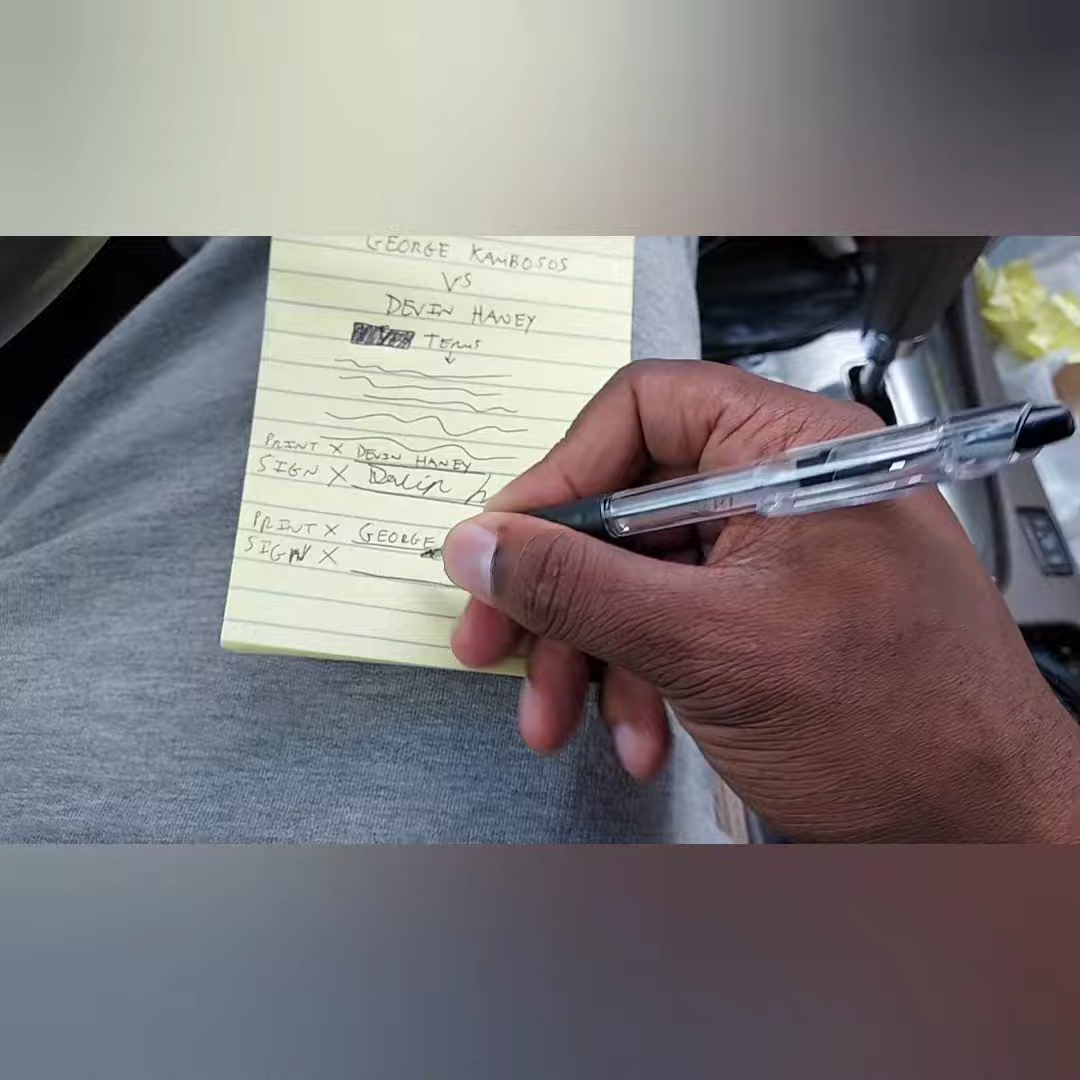 GEORGE KAMBOSOS
VS
DEVIN HANEY
TERMS
PRINT X DEVIN HANEY
SIGN X
PRINT X GEORGE
SIGN X